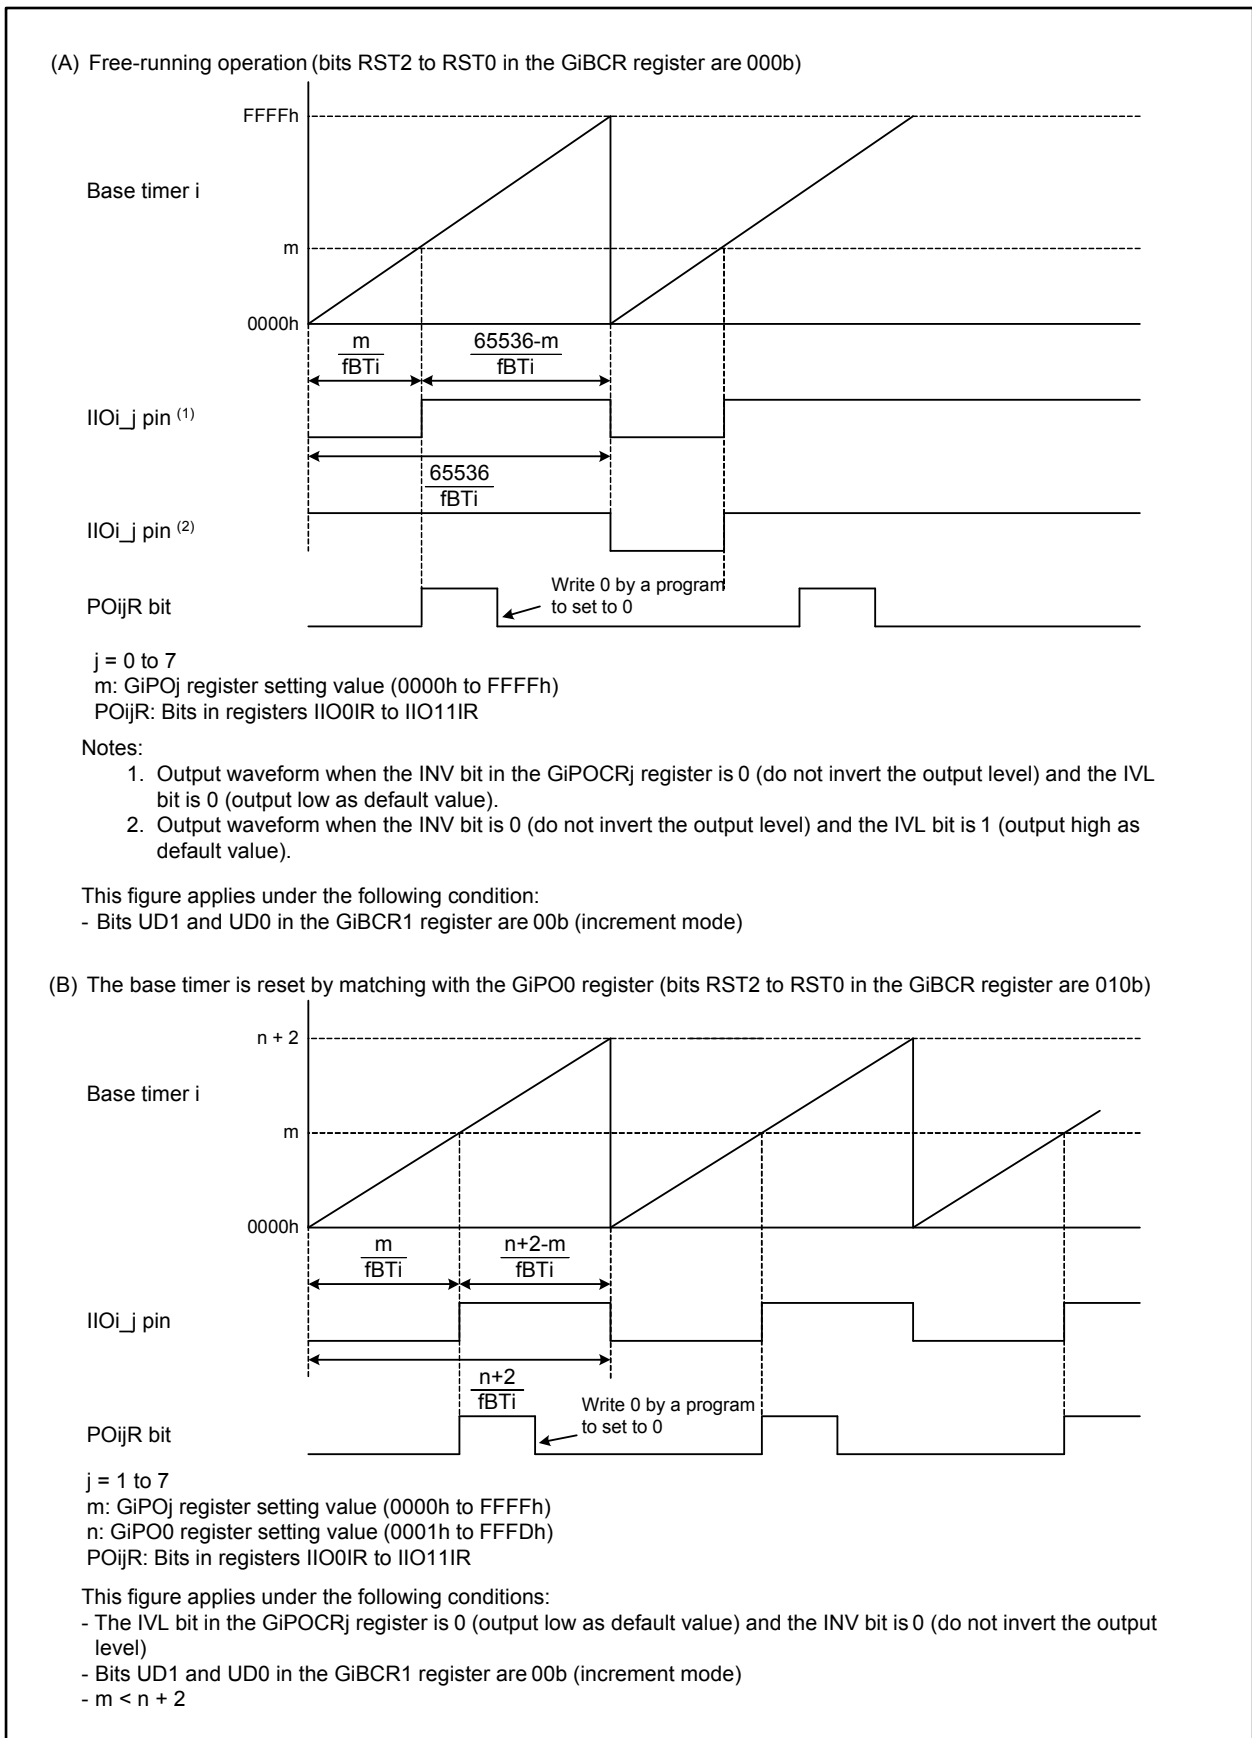 (A) Free-running operation (bits RST2 to RST0 in the GiBCR register are 000b)
FFFFh
Base timer i
m
0000h
m
fBTi
65536-m
fBTi
IIOi_j pin (1)
65536
fBTi
IIOi_j pin (2)
Write 0 by a program
to set to 0
POijR bit
j = 0 to 7
m: GiPOj register setting value (0000h to FFFFh)
POijR: Bits in registers IIO0IR to IIO11IR
Notes:
1. Output waveform when the INV bit in the GiPOCRj register is 0 (do not invert the output level) and the IVL
bit is 0 (output low as default value).
2. Output waveform when the INV bit is 0 (do not invert the output level) and the IVL bit is 1 (output high as
default value).
This figure applies under the following condition:
- Bits UD1 and UD0 in the GiBCR1 register are 00b (increment mode)
(B) The base timer is reset by matching with the GiPO0 register (bits RST2 to RST0 in the GiBCR register are 010b)
n + 2
Base timer i
m
0000h
m
fBTi
n+2-m
fBTi
IIOi_j pin
n+2
fBTi
Write 0 by a program
to set to 0
POijR bit
j = 1 to 7
m: GiPOj register setting value (0000h to FFFFh)
n: GiPO0 register setting value (0001h to FFFDh)
POijR: Bits in registers IIO0IR to IIO11IR
This figure applies under the following conditions:
- The IVL bit in the GiPOCRj register is 0 (output low as default value) and the INV bit is 0 (do not invert the output
level)
- Bits UD1 and UD0 in the GiBCR1 register are 00b (increment mode)
- m < n + 2